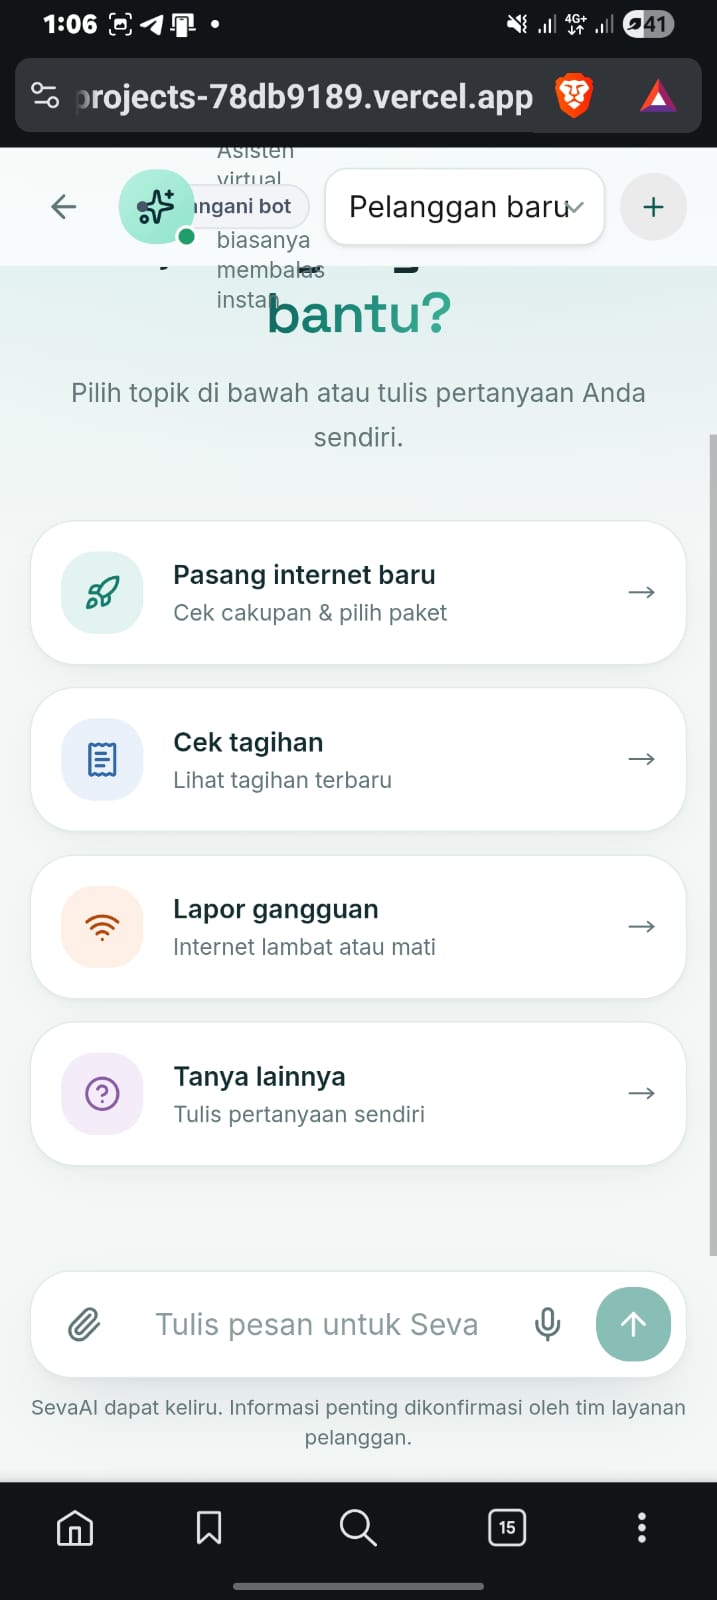 1:06
4G+
41
rojects-78db9189.vercel.app
Asisten
virtual
ngani bot
biasanya
membalas
instan
Pelanggan baru
+
bantu?
Pilih topik di bawah atau tulis pertanyaan Anda
sendiri.
Pasang internet baru
Cek cakupan & pilih paket
Cek tagihan
Lihat tagihan terbaru
Lapor gangguan
Internet lambat atau mati
Tanya lainnya
Tulis pertanyaan sendiri
Tulis pesan untuk Seva
SevaAI dapat keliru. Informasi penting dikonfirmasi oleh tim layanan
pelanggan.
15